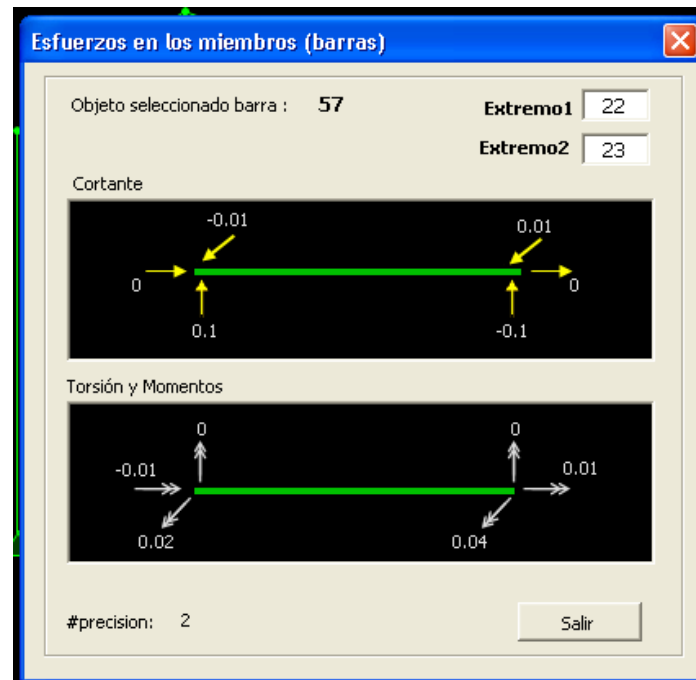 Esfuerzos en los miembros (barras)
Objeto seleccionado barra : 57
Extremo1 22
Extremo2 23
Cortante
-0.01 0.01
0 0
0.1 -0.1
Torsión y Momentos
0 0
-0.01 0.01
0.02 0.04
#precision: 2 Salir